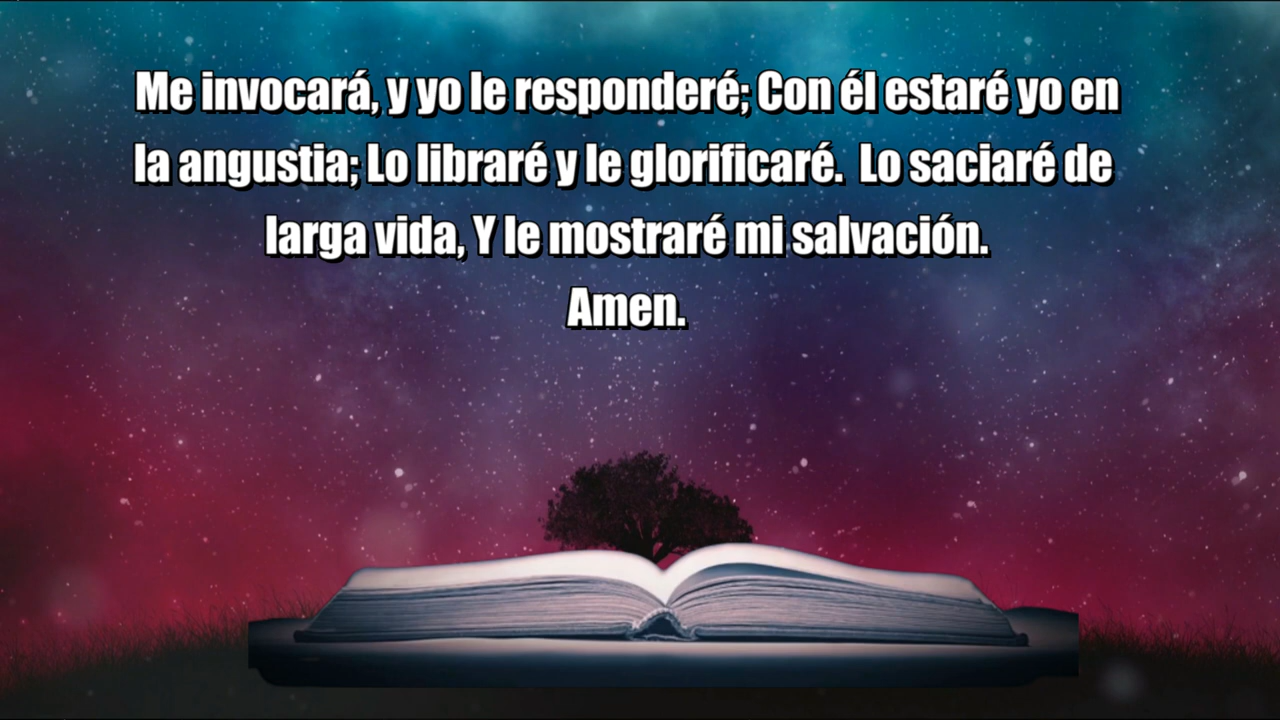 Me invocará, y yo le responderé; Con él estaré yo en
la angustia; Lo libraré y le glorificaré. Lo saciaré de
larga vida, Y le mostraré mi salvación.
Amen.